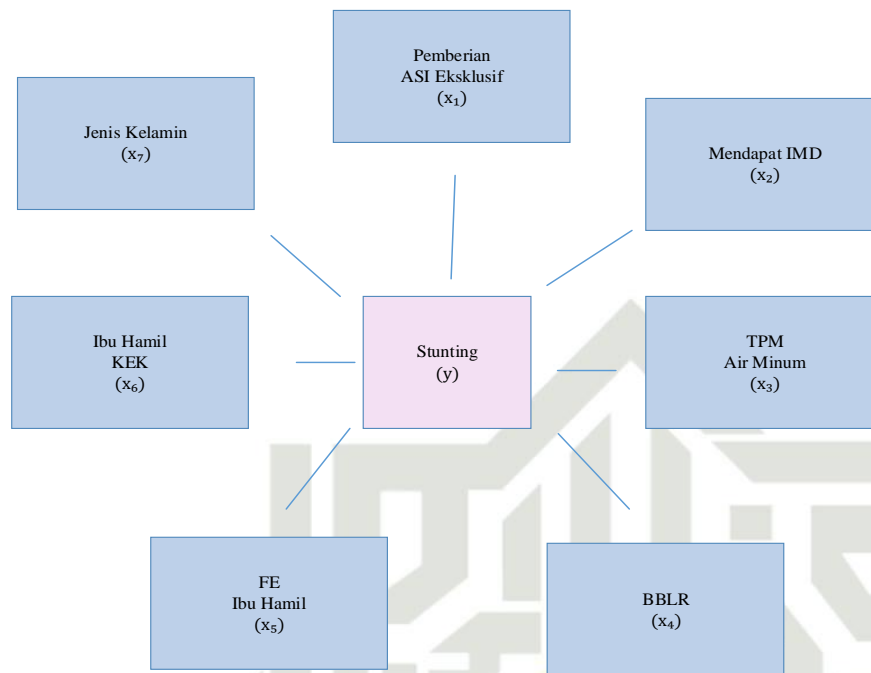 Pemberian
ASI Eksklusif
(x₁)
Jenis Kelamin
(x₇)
Mendapat IMD
(x₂)
Ibu Hamil
KEK
(x₆)
Stunting
(y)
TPM
Air Minum
(x₃)
FE
Ibu Hamil
(x₅)
BBLR
(x₄)